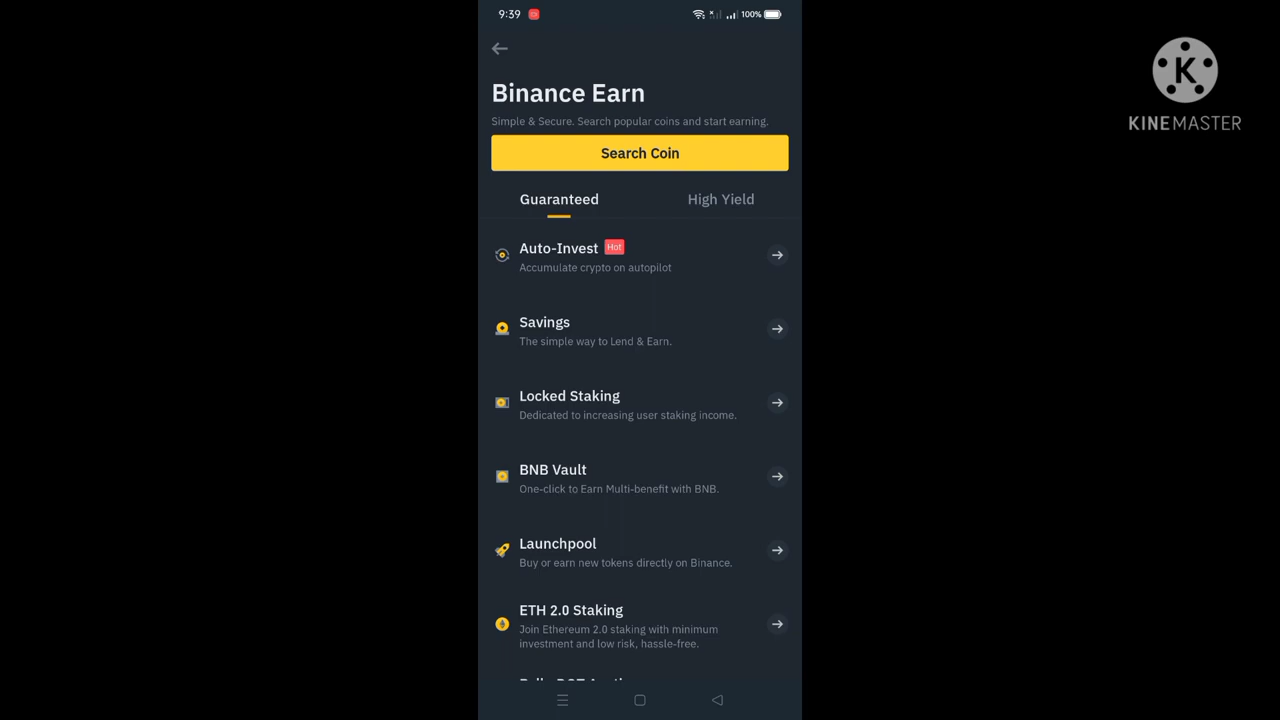 9:39
100%
K
KINEMASTER
Binance Earn
Simple & Secure. Search popular coins and start earning.
Search Coin
Guaranteed
High Yield
Auto-Invest Hot
Accumulate crypto on autopilot
Savings
The simple way to Lend & Earn.
Locked Staking
Dedicated to increasing user staking income.
BNB Vault
One-click to Earn Multi-benefit with BNB.
Launchpool
Buy or earn new tokens directly on Binance.
ETH 2.0 Staking
Join Ethereum 2.0 staking with minimum
investment and low risk, hassle-free.